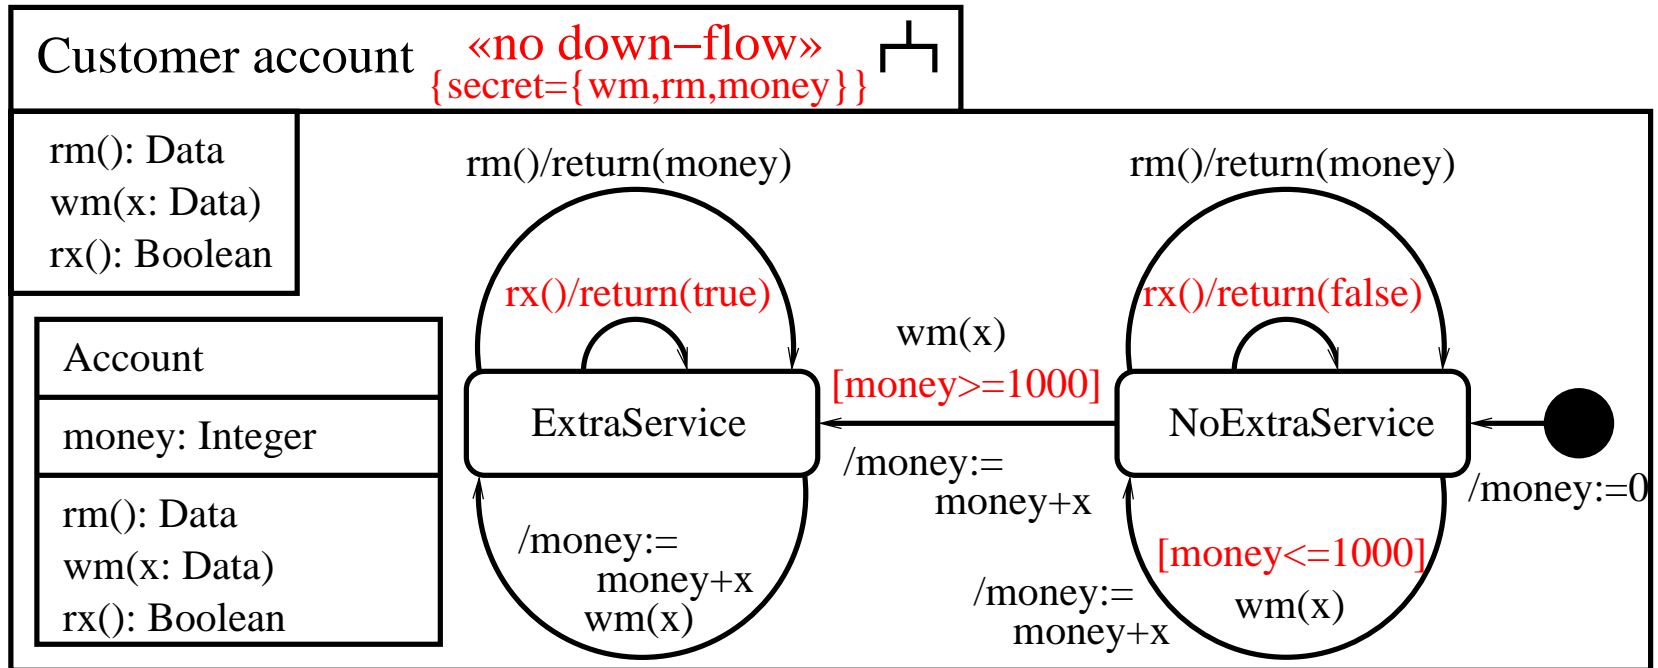 Customer account «no down–flow»
{secret={wm,rm,money}}
rm(): Data
wm(x: Data)
rx(): Boolean
Account
money: Integer
rm(): Data
wm(x: Data)
rx(): Boolean
rm()/return(money)
rx()/return(true)
ExtraService
/money:=
money+x
wm(x)
wm(x)
[money>=1000]
/money:=
money+x
rm()/return(money)
rx()/return(false)
NoExtraService
[money<=1000]
wm(x)
/money:=
money+x
/money:=0